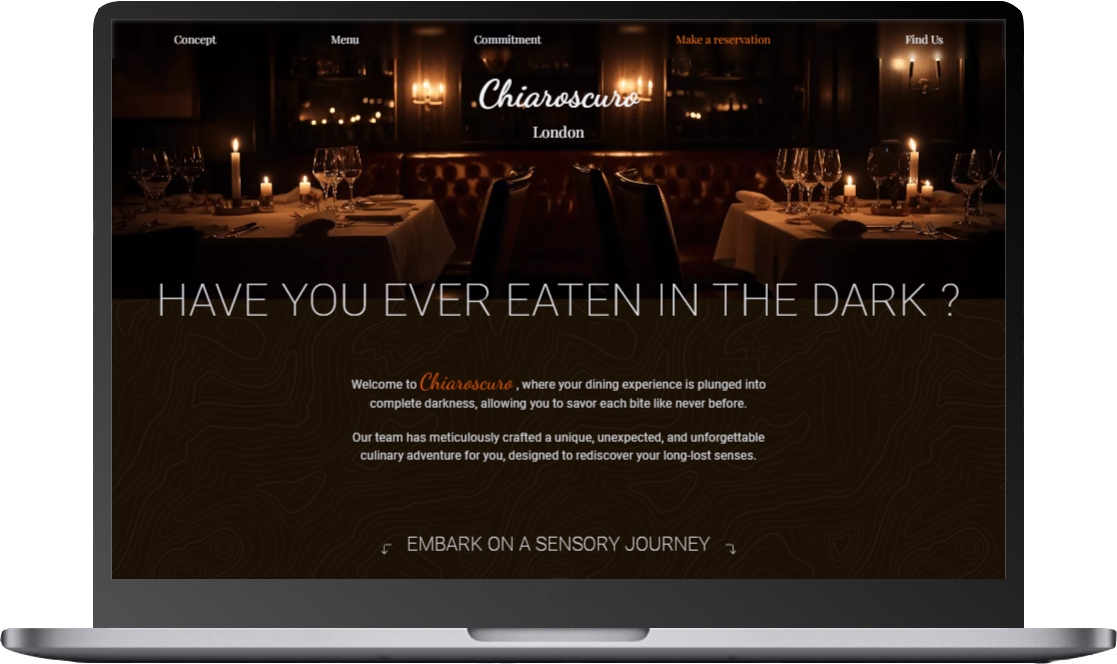 Concept Menu Commitment Make a reservation Find Us
Chiaroscuro
London
HAVE YOU EVER EATEN IN THE DARK ?
Welcome to Chiaroscuro , where your dining experience is plunged into
complete darkness, allowing you to savor each bite like never before.
Our team has meticulously crafted a unique, unexpected, and unforgettable
culinary adventure for you, designed to rediscover your long-lost senses.
EMBARK ON A SENSORY JOURNEY